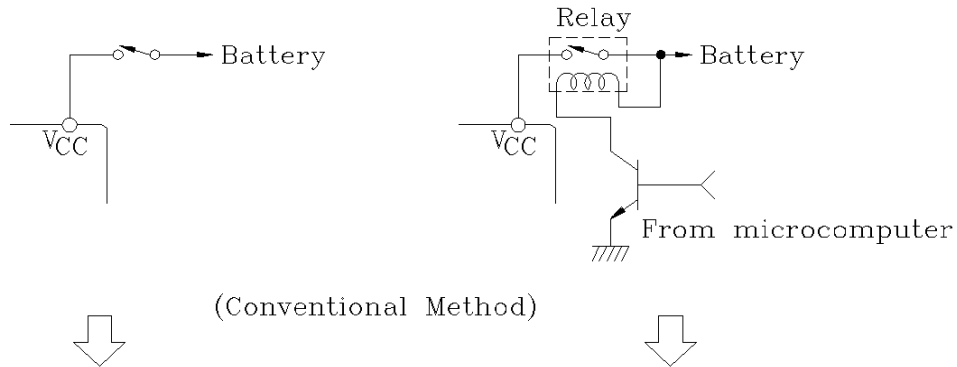 Relay
Battery
Battery
VCC
VCC
From microcomputer
(Conventional Method)